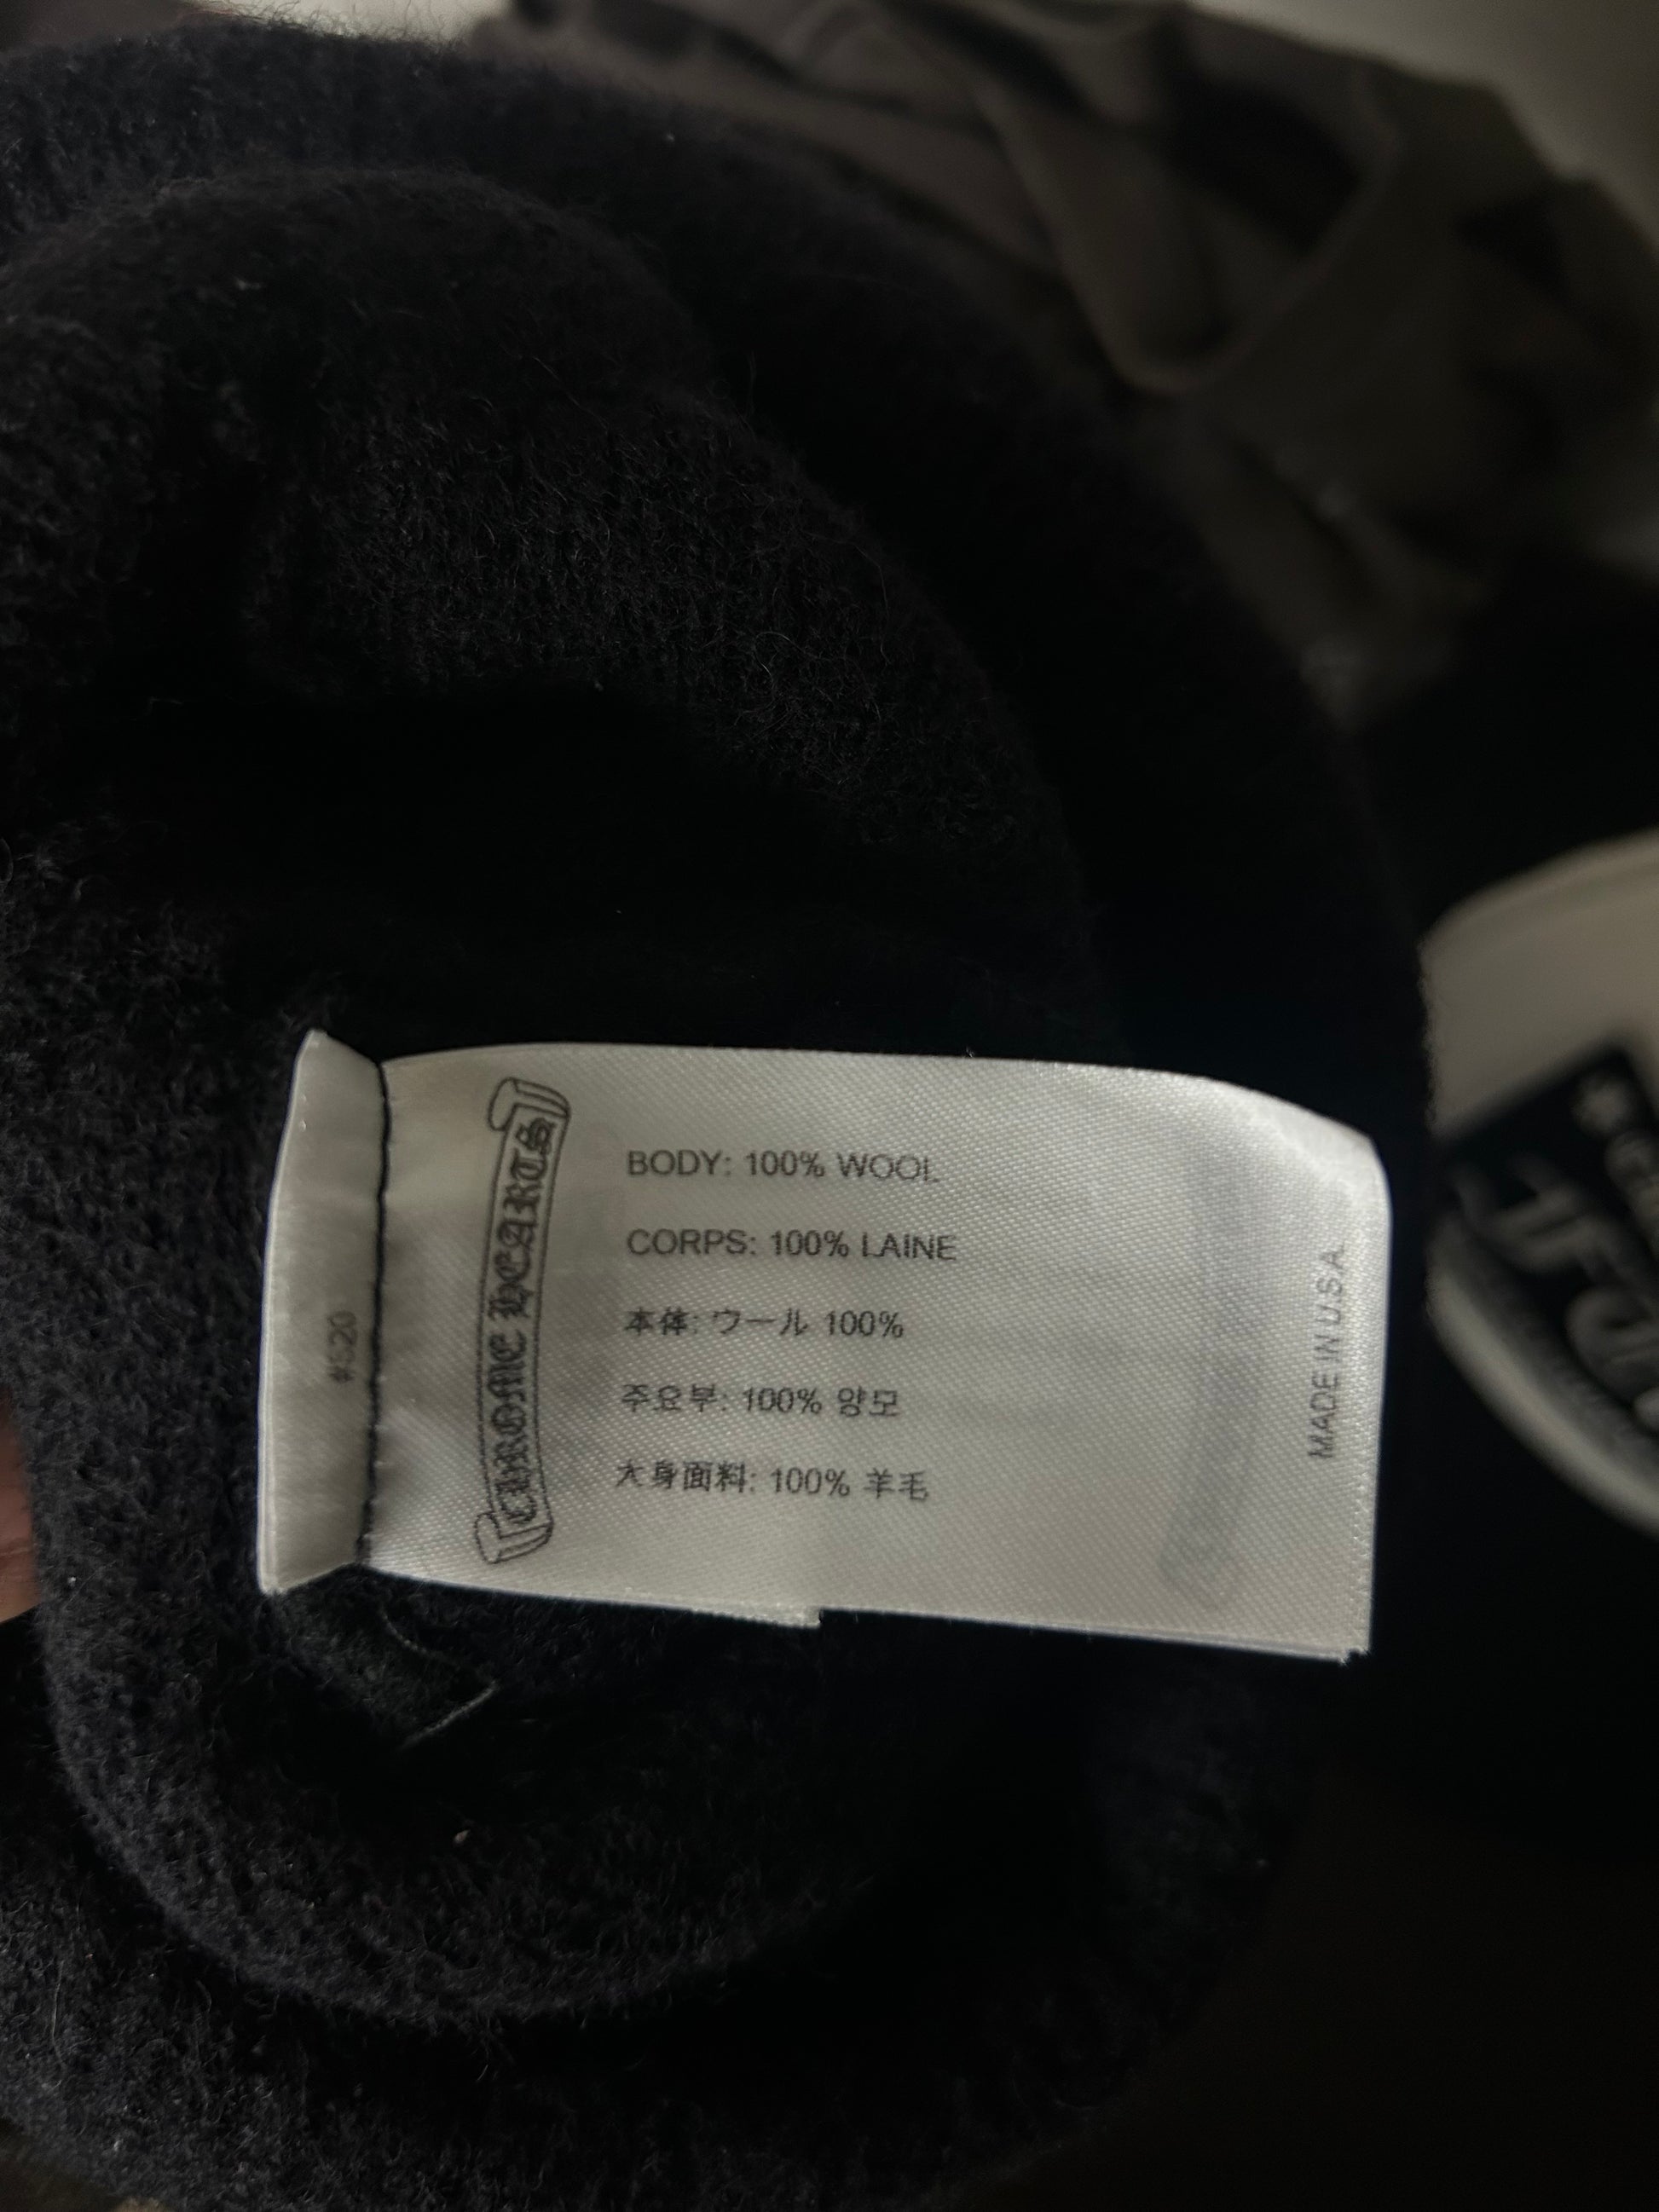 CHROME HEARTS
BODY: 100% WOOL
CORPS: 100% LAINE
本体: ウール 100%
주요부: 100% 양모
大身面料: 100% 羊毛
MADE IN U.S.A.